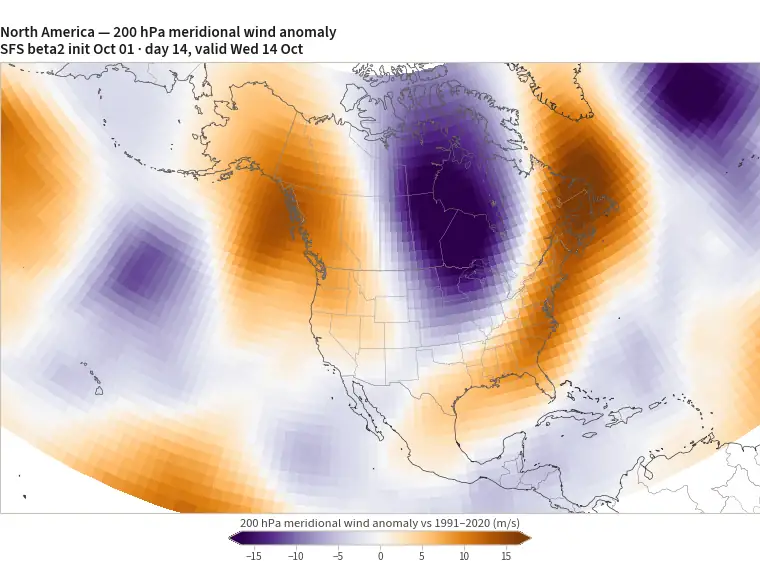 North America — 200 hPa meridional wind anomaly
SFS beta2 init Oct 01 · day 14, valid Wed 14 Oct
200 hPa meridional wind anomaly vs 1991–2020 (m/s)
−15 −10 −5 0 5 10 15